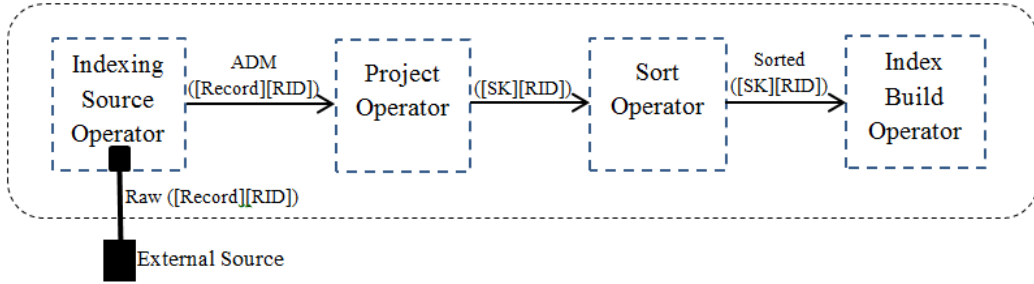 Indexing
Source
Operator
ADM
([Record][RID])
Project
Operator
([SK][RID])
Sort
Operator
Sorted
([SK][RID])
Index
Build
Operator
Raw ([Record][RID])
External Source